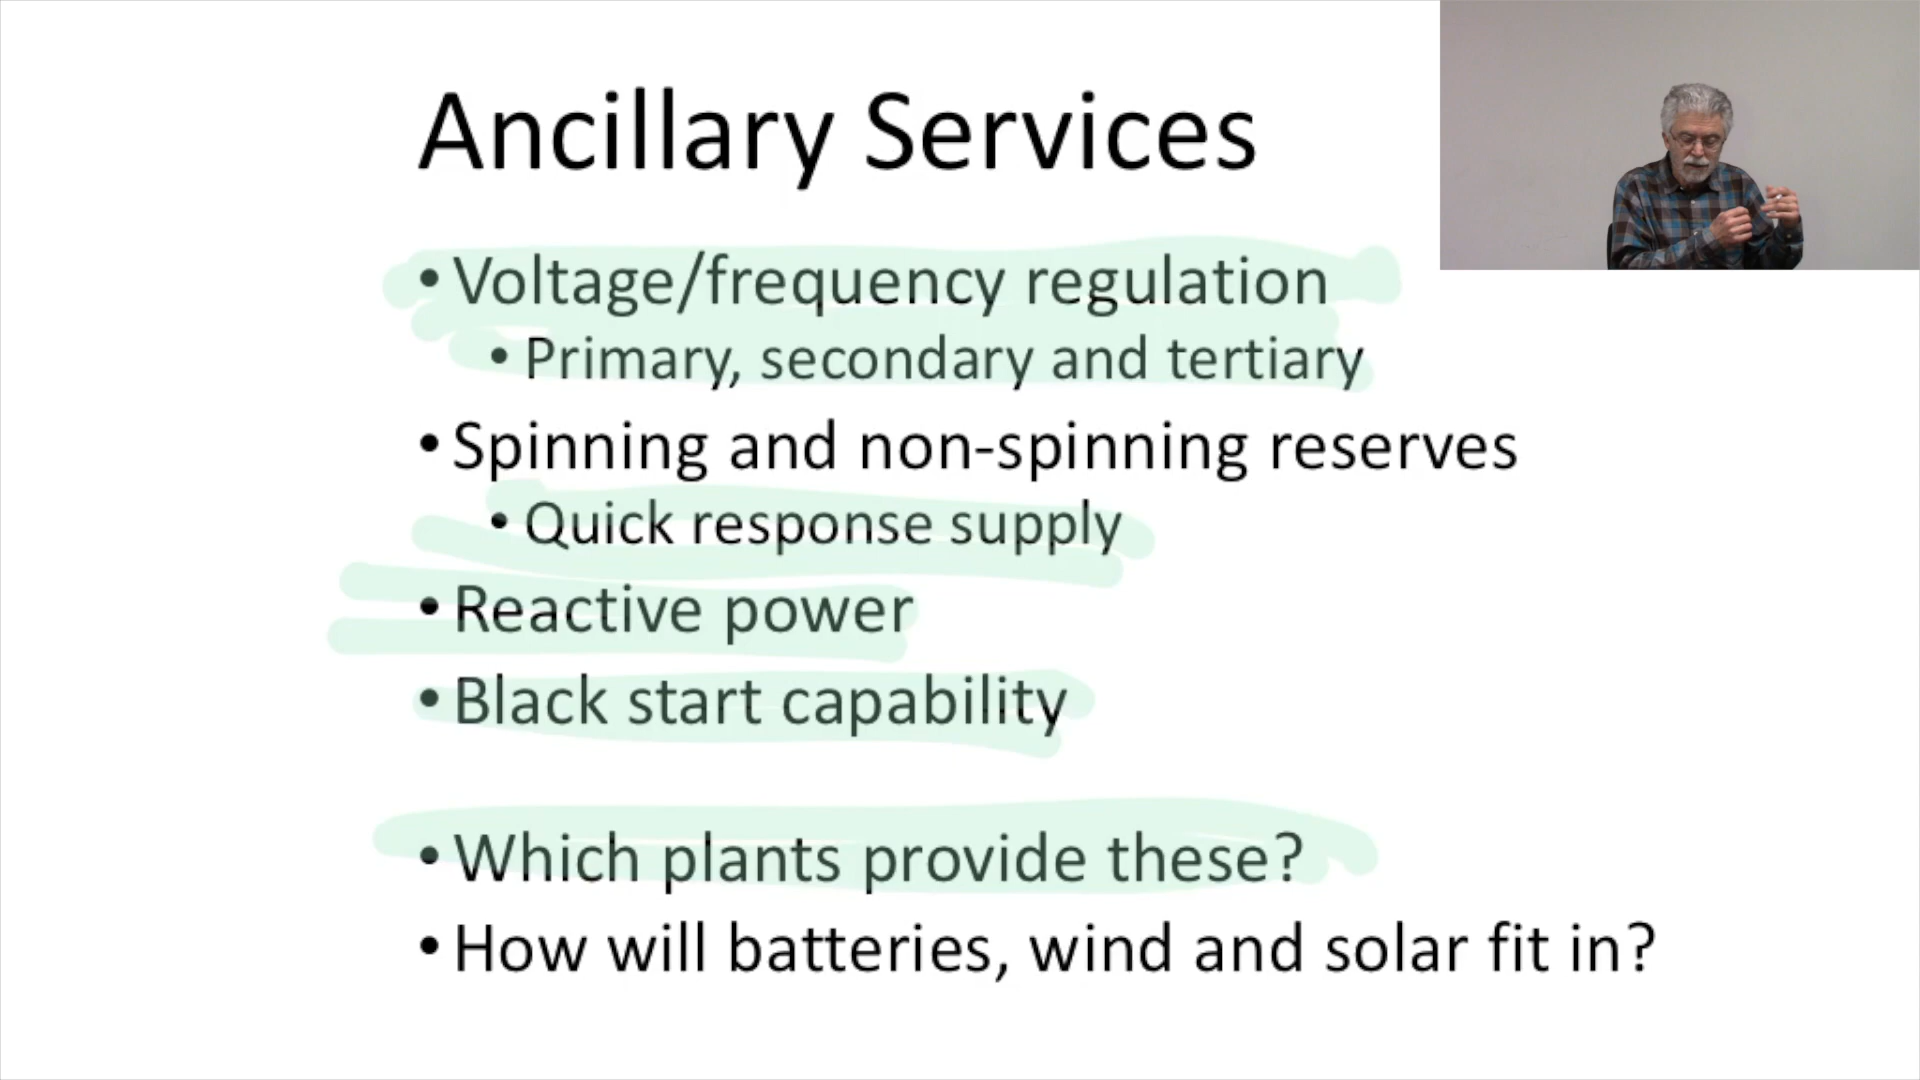 Ancillary Services
• Voltage/frequency regulation
• Primary, secondary and tertiary
• Spinning and non-spinning reserves
• Quick response supply
• Reactive power
• Black start capability
• Which plants provide these?
• How will batteries, wind and solar fit in?